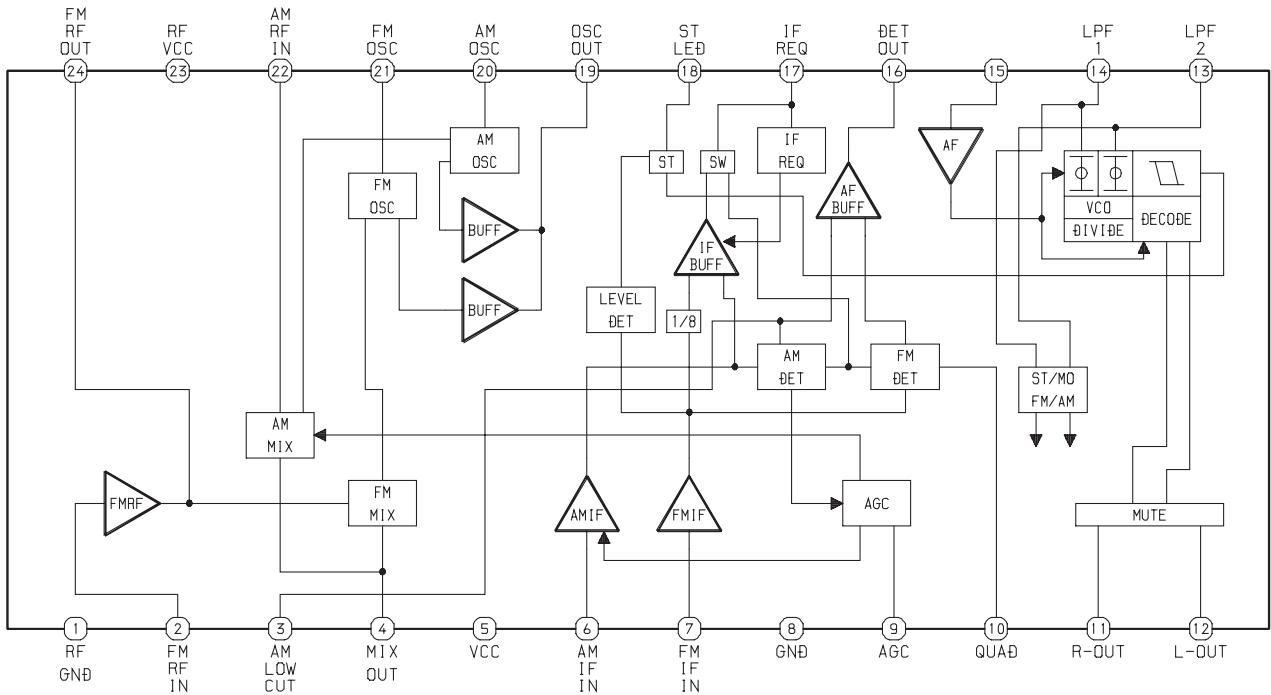 FM RF AM FM AM OSC ST IF DET LPF LPF
RF VCC RF OSC OSC OUT LED REQ OUT 1 2
OUT IN
24 23 22 21 20 19 18 17 16 15 14 13
AM
OSC
ST
SW
IF
REQ
AF
FM
OSC
AF
BUFF
VCO
DIVIDE
DECODE
BUFF
IF
BUFF
BUFF
LEVEL
DET
1/8
AM
DET
FM
DET
ST/MO
FM/AM
AM
MIX
FMRF
FM
MIX
AMIF
FMIF
AGC
MUTE
1 2 3 4 5 6 7 8 9 10 11 12
RF FM AM MIX VCC AM FM GND AGC QUAD R-OUT L-OUT
GND RF LOW OUT IF IF
IN CUT IN IN